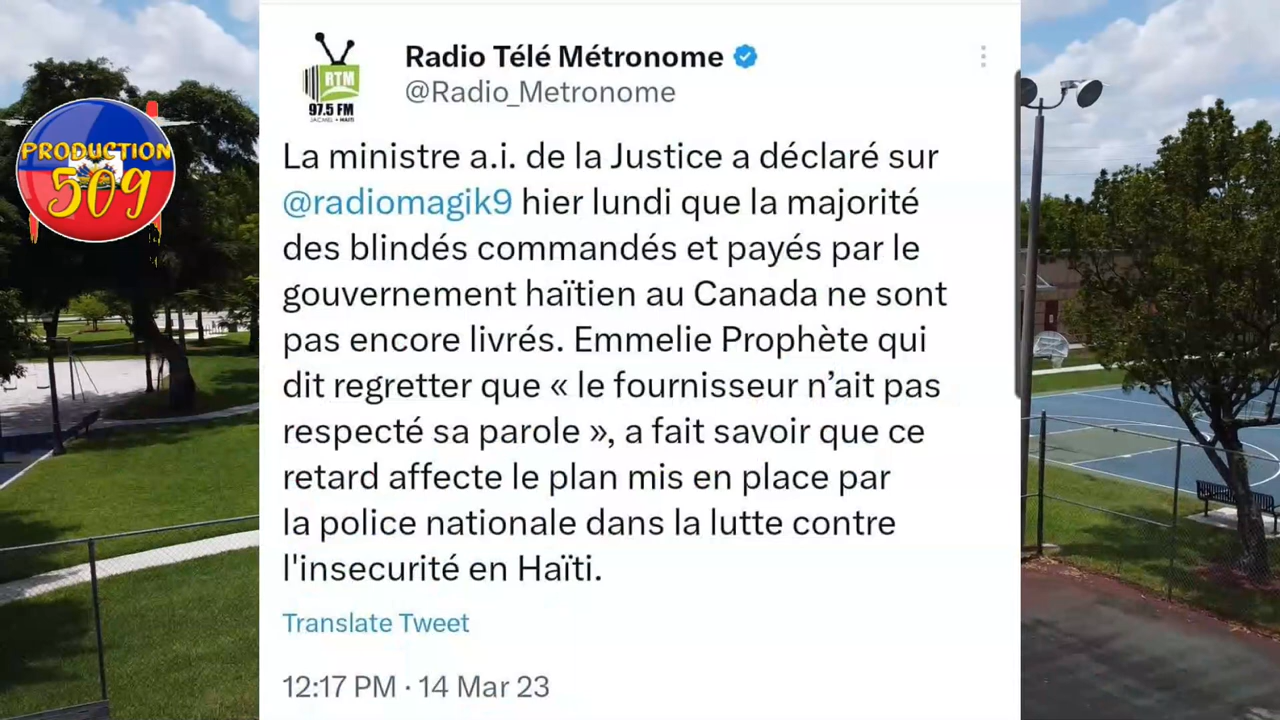 PRODUCTION
509
RTM
97.5 FM
JACMEL • HAITI
Radio Télé Métronome
@Radio_Metronome
La ministre a.i. de la Justice a déclaré sur
@radiomagik9 hier lundi que la majorité
des blindés commandés et payés par le
gouvernement haïtien au Canada ne sont
pas encore livrés. Emmelie Prophète qui
dit regretter que « le fournisseur n’ait pas
respecté sa parole », a fait savoir que ce
retard affecte le plan mis en place par
la police nationale dans la lutte contre
l'insecurité en Haïti.
Translate Tweet
12:17 PM · 14 Mar 23